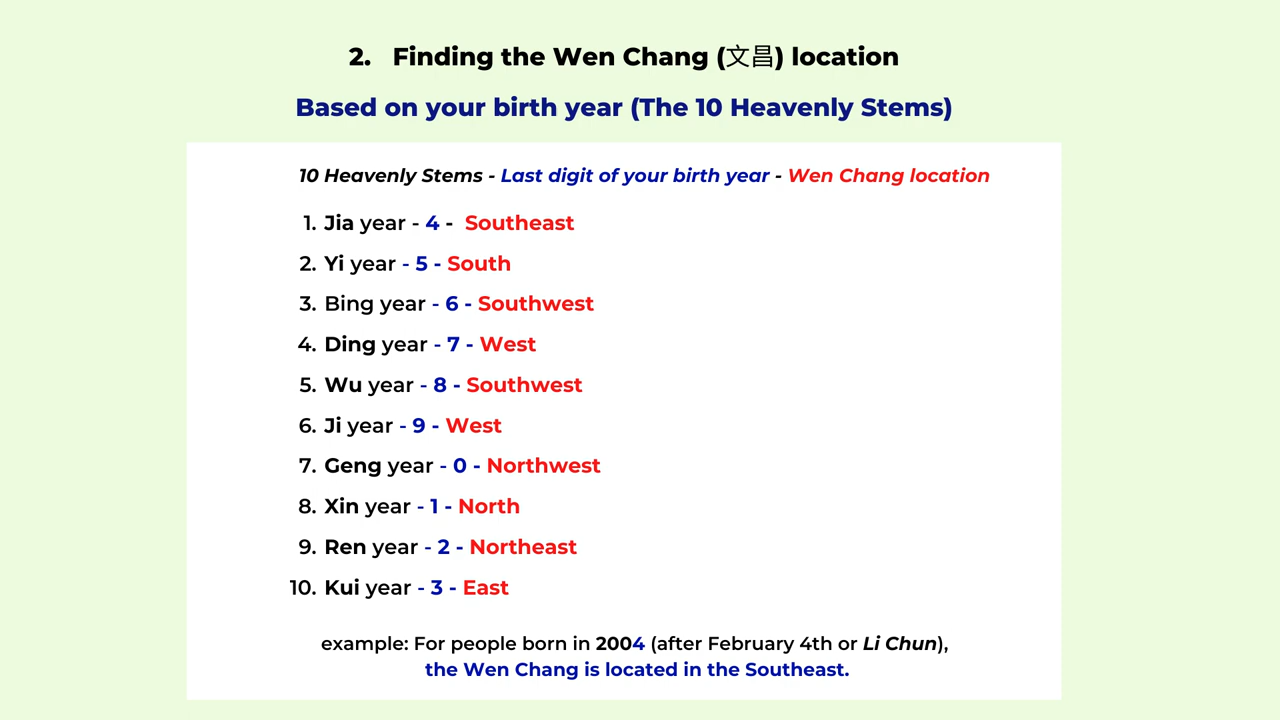 2. Finding the Wen Chang (文昌) location
Based on your birth year (The 10 Heavenly Stems)
10 Heavenly Stems - Last digit of your birth year - Wen Chang location
1. Jia year - 4 - Southeast
2. Yi year - 5 - South
3. Bing year - 6 - Southwest
4. Ding year - 7 - West
5. Wu year - 8 - Southwest
6. Ji year - 9 - West
7. Geng year - 0 - Northwest
8. Xin year - 1 - North
9. Ren year - 2 - Northeast
10. Kui year - 3 - East
example: For people born in 2004 (after February 4th or Li Chun),
the Wen Chang is located in the Southeast.